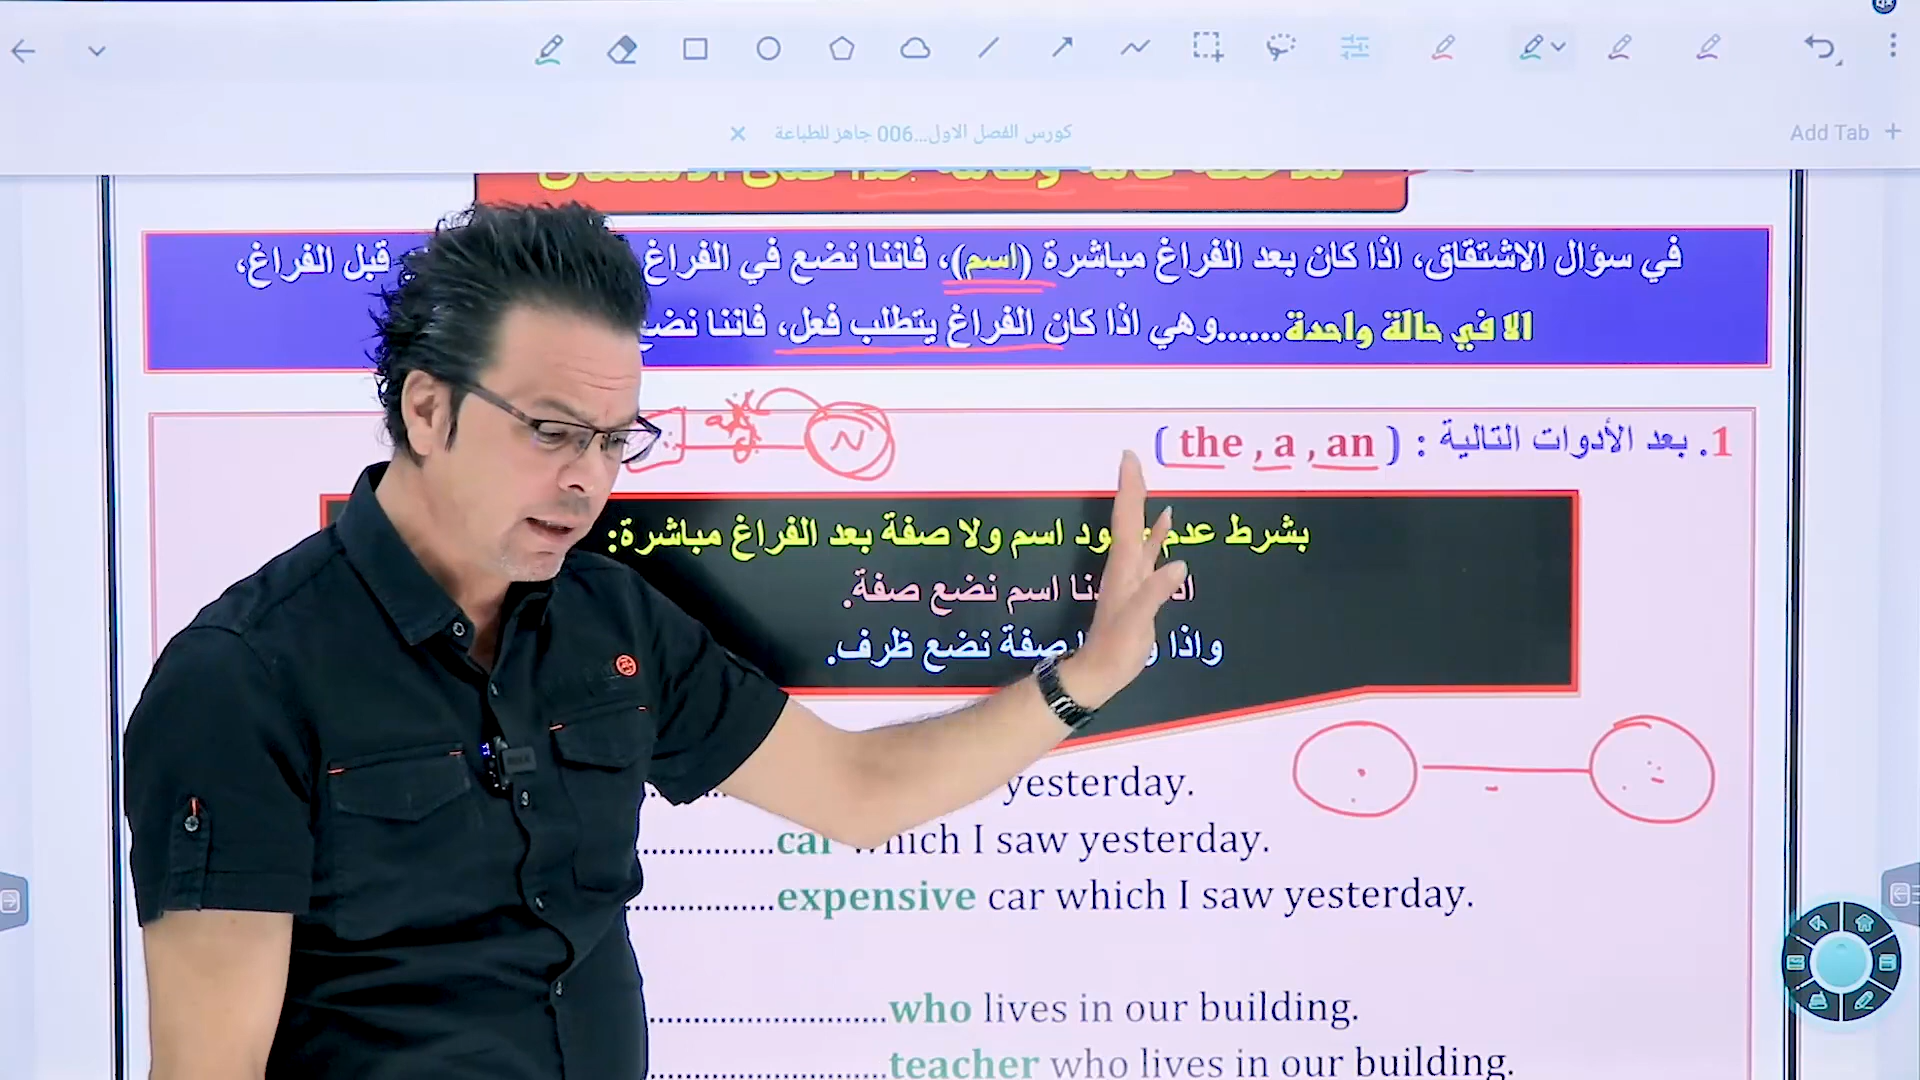 كورس الفصل الاول...006 جاهز للطباعة
Add Tab
في سؤال الاشتقاق، اذا كان بعد الفراغ مباشرة (اسم)، فاننا نضع في الفراغ قبل الفراغ،
الا في حالة واحدة......وهي اذا كان الفراغ يتطلب فعل، فاننا نضع
1. بعد الأدوات التالية : ( the , a , an )
N
بشرط عدم اسم ولا صفة بعد الفراغ مباشرة:
اسم نضع صفة.
واذا صفة نضع ظرف.
yesterday.
...............car which I saw yesterday.
................expensive car which I saw yesterday.
..........................who lives in our building.
..........................teacher who lives in our building.